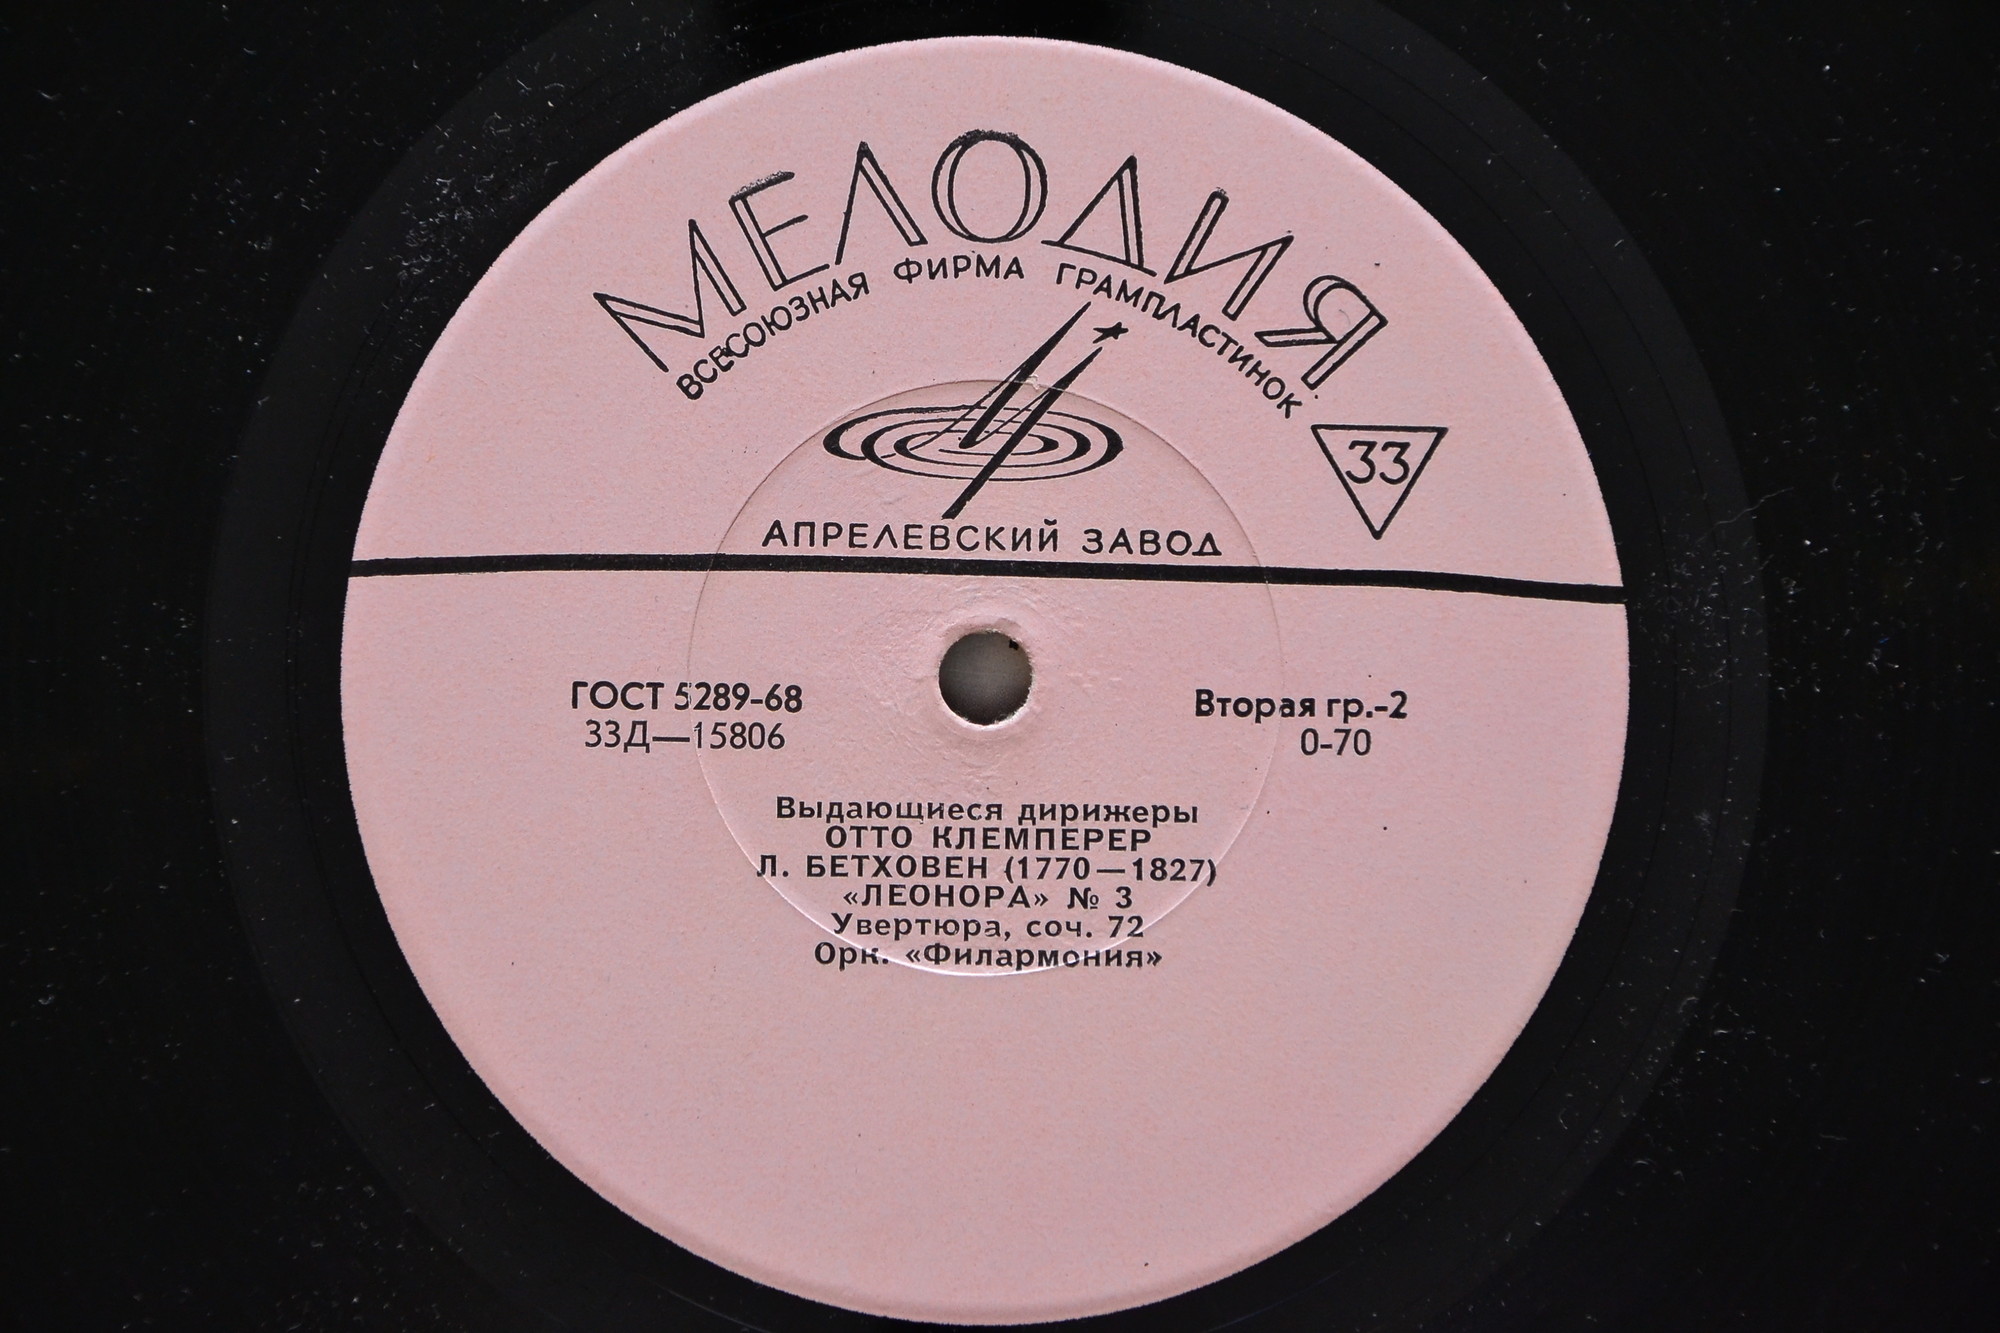 МЕЛОДИЯ
ВСЕСОЮЗНАЯ ФИРМА ГРАМПЛАСТИНОК
33
АПРЕЛЕВСКИЙ ЗАВОД
ГОСТ 5289-68
33Д—15806
Вторая гр.-2
0-70
Выдающиеся дирижеры
ОТТО КЛЕМПЕРЕР
Л. БЕТХОВЕН (1770—1827)
«ЛЕОНОРА» № 3
Увертюра, соч. 72
Орк. «Филармония»